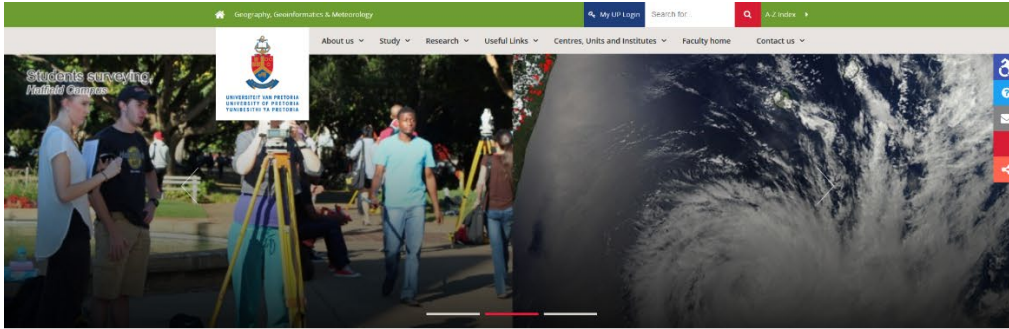 Geography, Geoinformatics & Meteorology
My UP Login
Search for...
A-Z Index
About us
Study
Research
Useful Links
Centres, Units and Institutes
Faculty home
Contact us
UNIVERSITEIT VAN PRETORIA
UNIVERSITY OF PRETORIA
YUNIBESITHI YA PRETORIA
Students surveying,
Hatfield Campus